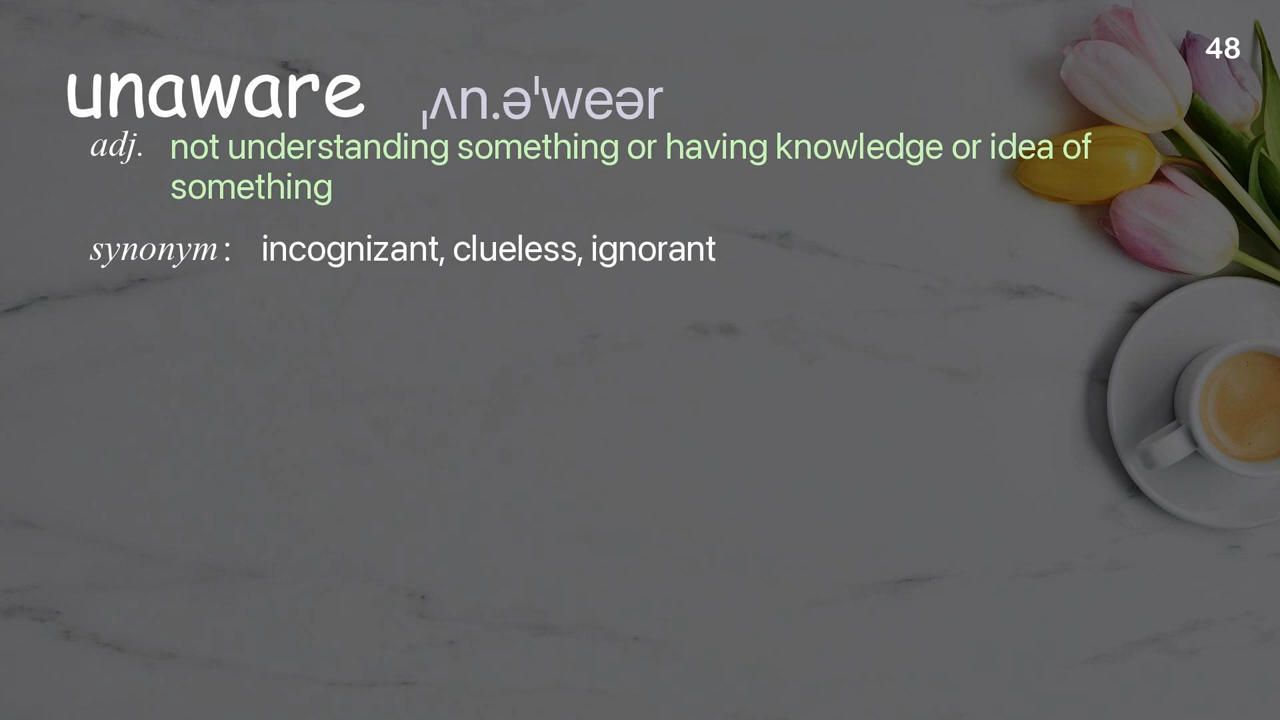 48
unaware ˌʌn.əˈweər
adj. not understanding something or having knowledge or idea of
something
synonym : incognizant, clueless, ignorant